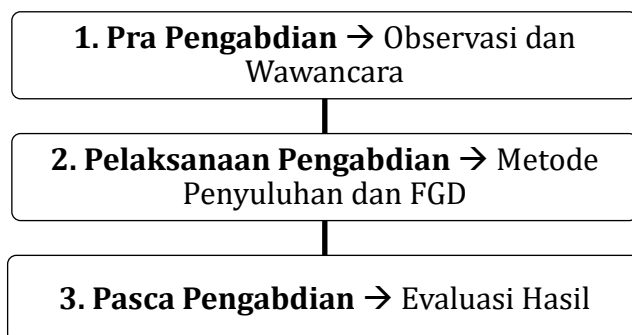 1. Pra Pengabdian → Observasi dan
Wawancara
2. Pelaksanaan Pengabdian → Metode
Penyuluhan dan FGD
3. Pasca Pengabdian → Evaluasi Hasil